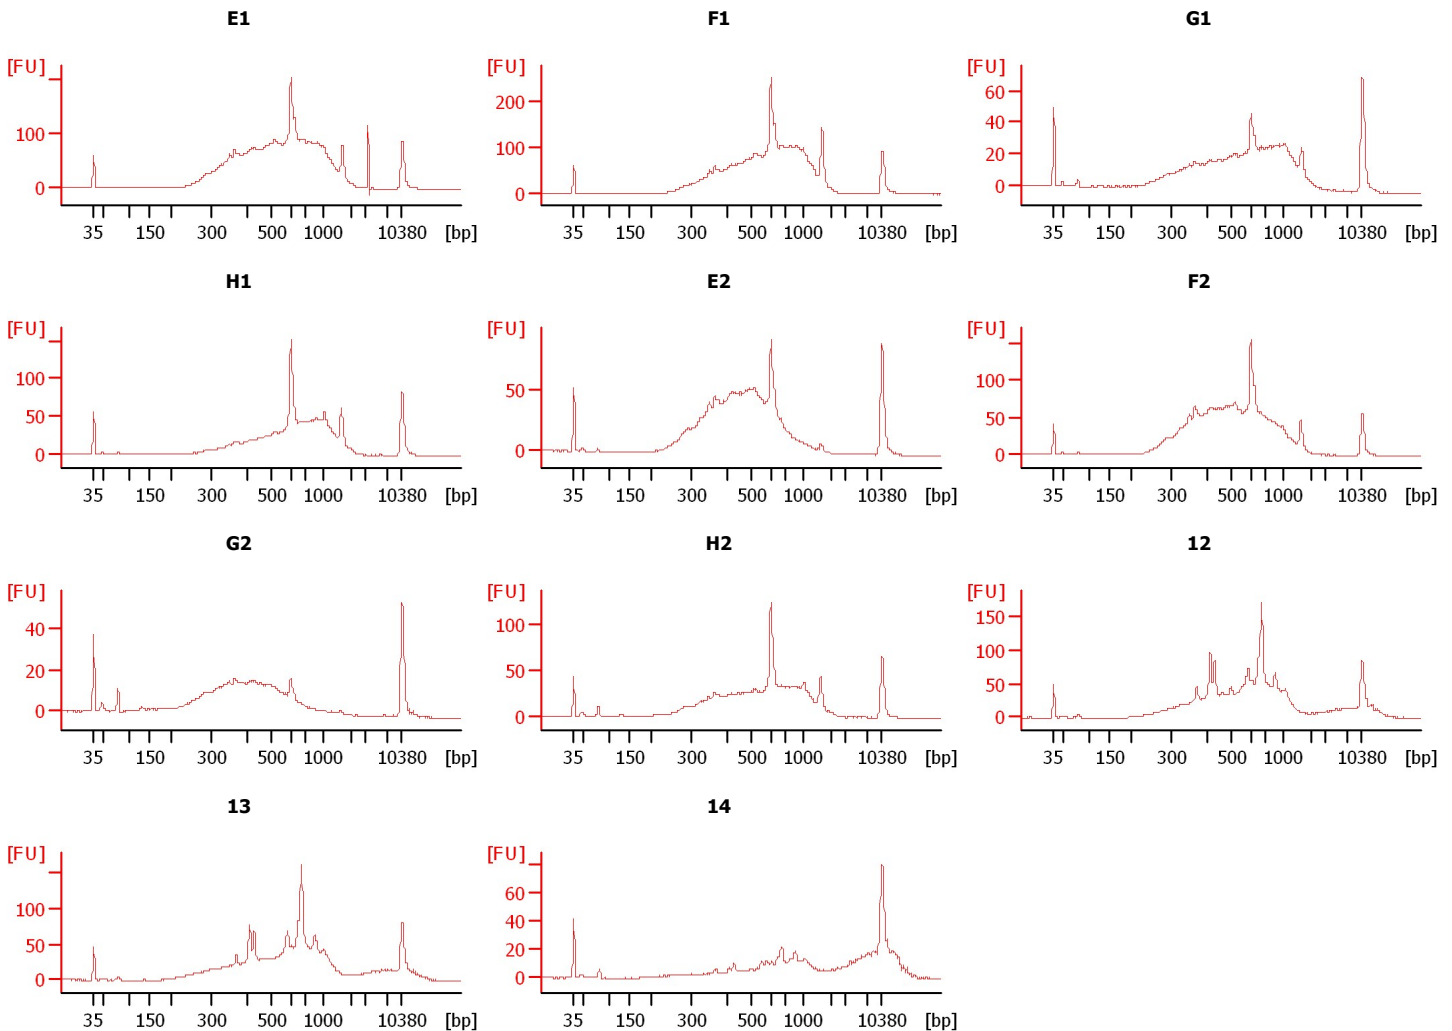 E1 F1 G1
[FU] [FU] [FU]
100 0 200 100 0 60 40 20 0
35 150 300 500 1000 10380 [bp] 35 150 300 500 1000 10380 [bp] 35 150 300 500 1000 10380 [bp]
H1 E2 F2
[FU] [FU] [FU]
100 50 0 50 0 100 50 0
35 150 300 500 1000 10380 [bp] 35 150 300 500 1000 10380 [bp] 35 150 300 500 1000 10380 [bp]
G2 H2 12
[FU] [FU] [FU]
40 20 0 100 50 0 150 100 50 0
35 150 300 500 1000 10380 [bp] 35 150 300 500 1000 10380 [bp] 35 150 300 500 1000 10380 [bp]
13 14
[FU] [FU]
100 50 0 60 40 20 0
35 150 300 500 1000 10380 [bp] 35 150 300 500 1000 10380 [bp]